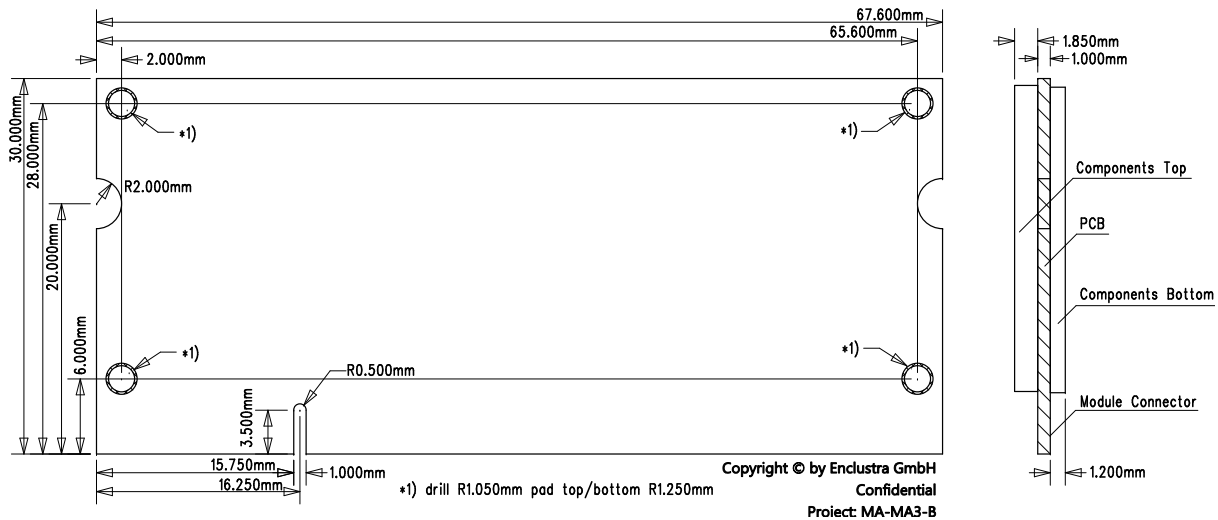 67.600mm
65.600mm
2.000mm
1.850mm
1.000mm
30.000mm
28.000mm
*1)
*1)
R2.000mm
Components Top
20.000mm
PCB
Components Bottom
6.000mm
*1)
*1)
R0.500mm
3.500mm
Module Connector
15.750mm
1.000mm
16.250mm
*1) drill R1.050mm pad top/bottom R1.250mm
1.200mm
Copyright © by Enclustra GmbH
Confidential
Project: MA-MA3-B